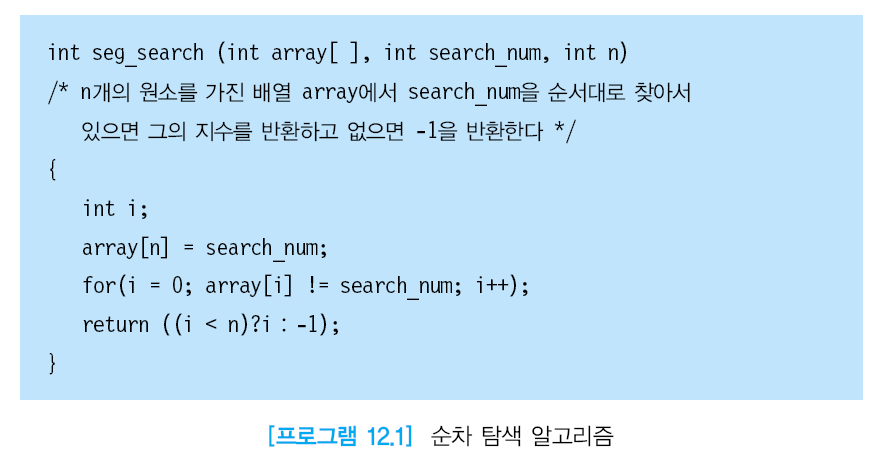 int seg_search (int array[ ], int search_num, int n)
/* n개의 원소를 가진 배열 array에서 search_num을 순서대로 찾아서
있으면 그의 지수를 반환하고 없으면 -1을 반환한다 */
{
int i;
array[n] = search_num;
for(i = 0; array[i] != search_num; i++);
return ((i < n)?i : -1);
}
[프로그램 12.1] 순차 탐색 알고리즘